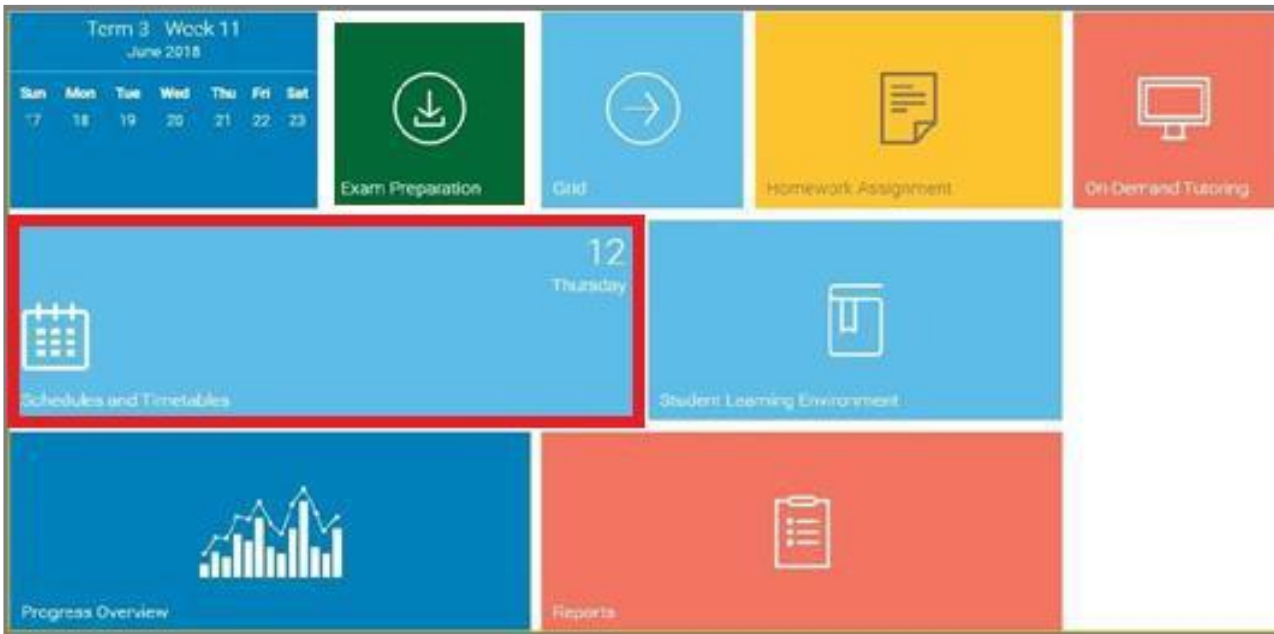 Term 3 Week 11
June 2018
Sun Mon Tue Wed Thu Fri Sat
17 18 19 20 21 22 23
Exam Preparation
Grid
Homework Assignment
On-Demand Tutoring
12
Thursday
Schedules and Timetables
Student Learning Environment
Progress Overview
Reports